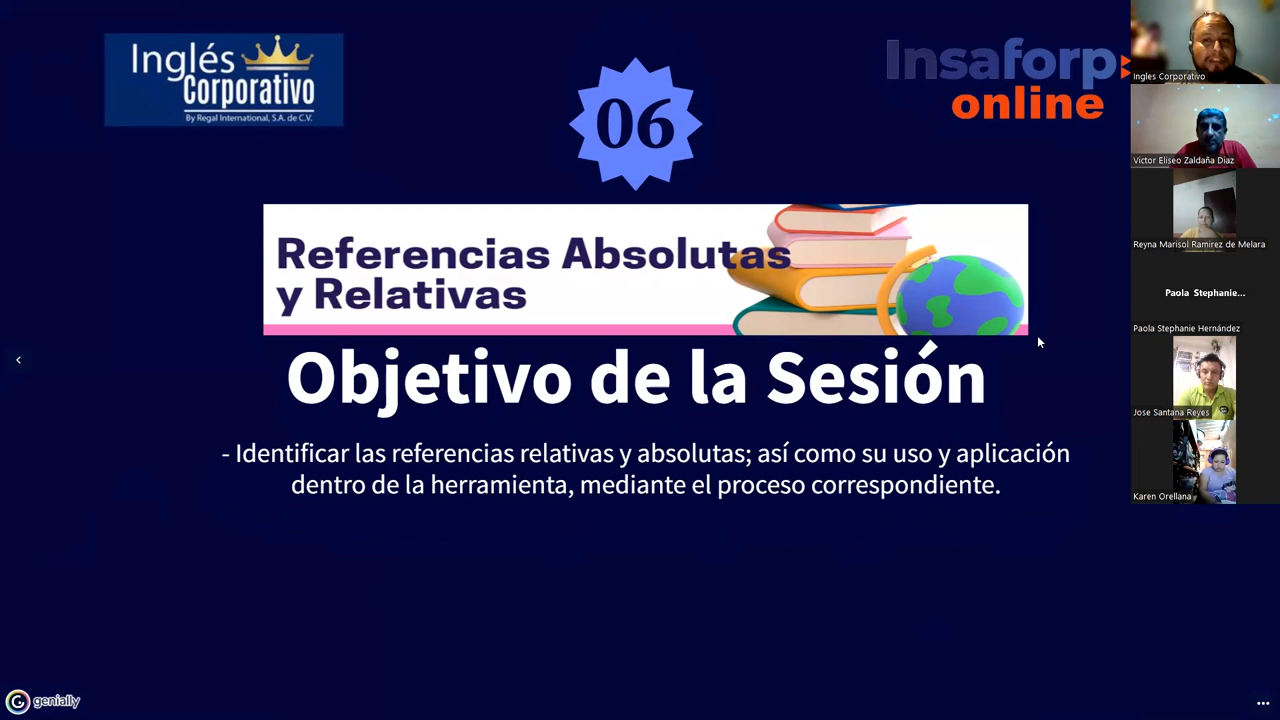 Inglés
Corporativo
By Regal International, S.A. de C.V.
06
Insaforp
online
Referencias Absolutas
y Relativas
Objetivo de la Sesión
- Identificar las referencias relativas y absolutas; así como su uso y aplicación
dentro de la herramienta, mediante el proceso correspondiente.
Ingles Corporativo
Victor Eliseo Zaldaña Diaz
Reyna Marisol Ramirez de Melara
Paola Stephanie...
Paola Stephanie Hernández
Jose Santana Reyes
Karen Orellana
genially